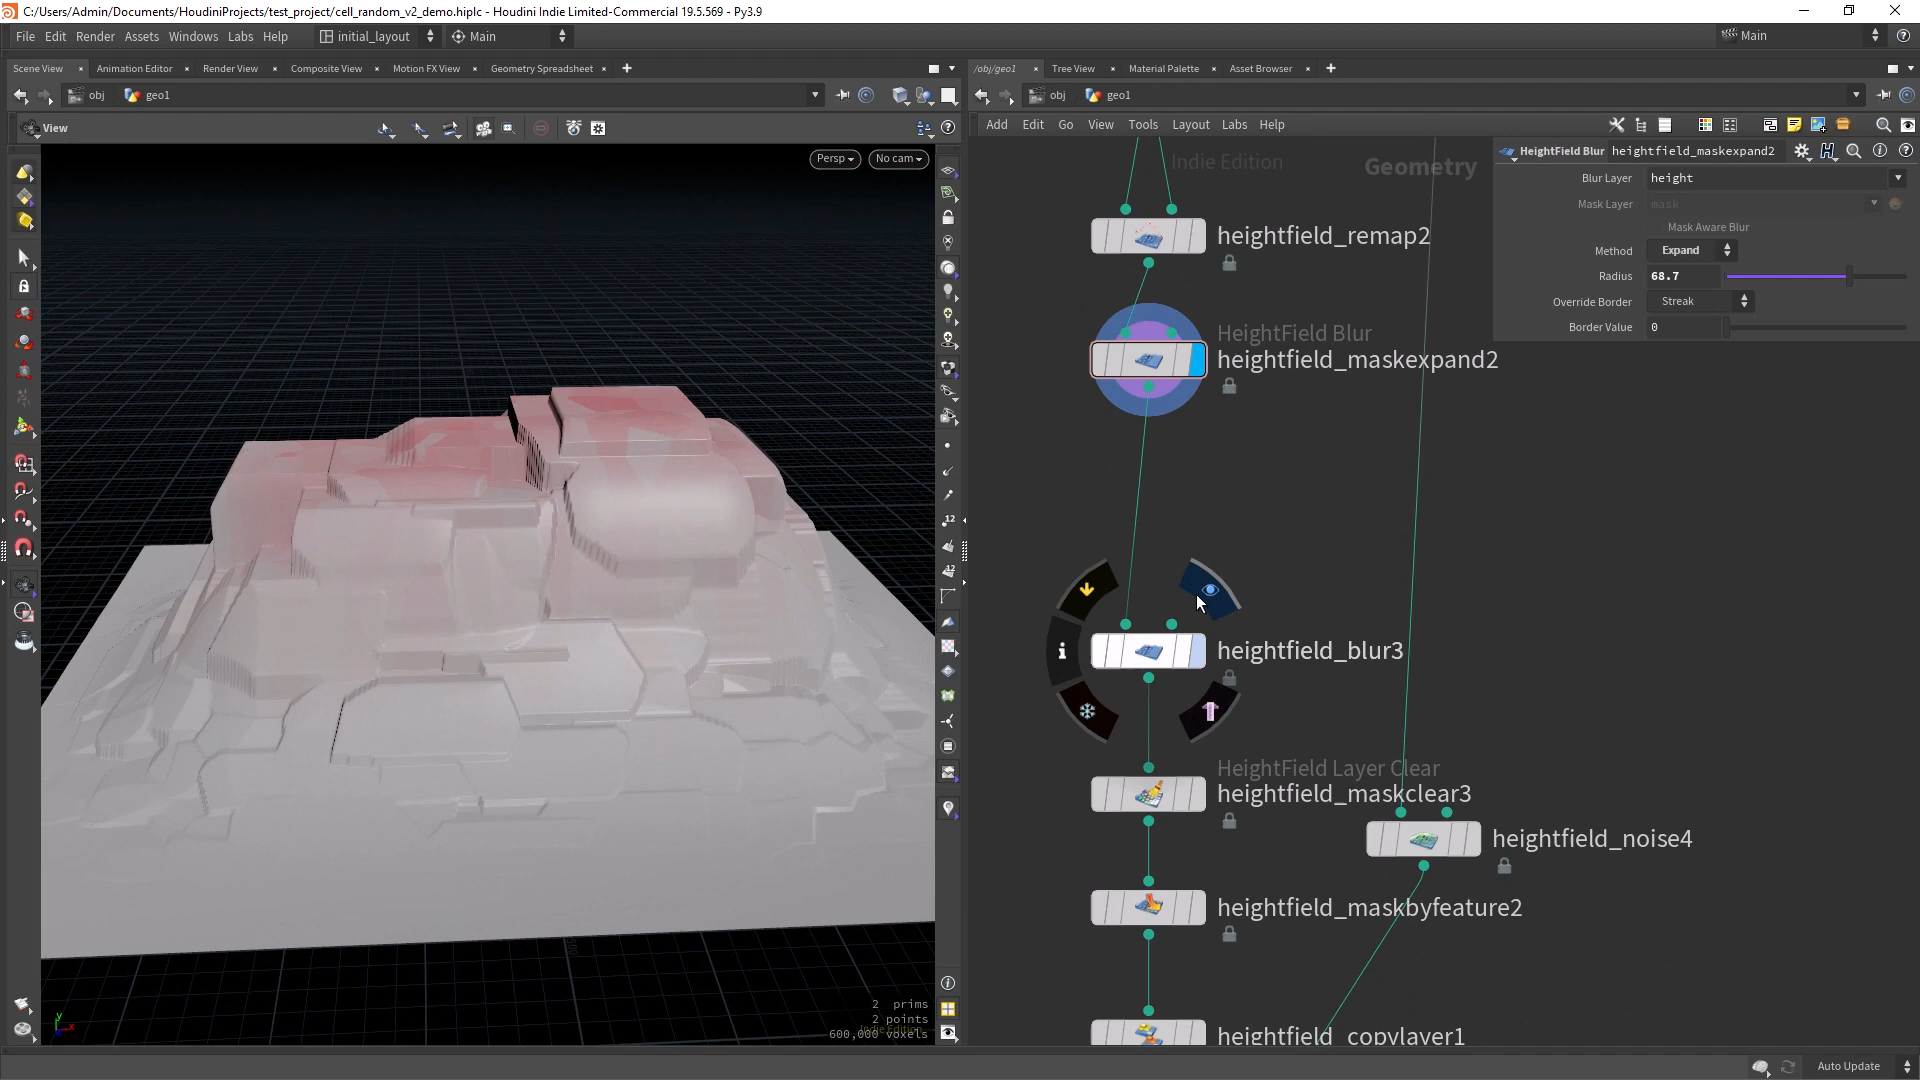 C:/Users/Admin/Documents/HoudiniProjects/test_project/cell_random_v2_demo.hiplc - Houdini Indie Limited-Commercial 19.5.569 - Py3.9
File Edit Render Assets Windows Labs Help initial_layout Main Main
Scene View Animation Editor Render View Composite View Motion FX View Geometry Spreadsheet
/obj/geo1 Tree View Material Palette Asset Browser
obj geo1
obj geo1
View
Add Edit Go View Tools Layout Labs Help
Persp No cam
Indie Edition
Geometry
HeightField Blur heightfield_maskexpand2
Blur Layer height
Mask Layer mask
Mask Aware Blur
Method Expand
Radius 68.7
Override Border Streak
Border Value 0
heightfield_remap2
HeightField Blur
heightfield_maskexpand2
heightfield_blur3
HeightField Layer Clear
heightfield_maskclear3
heightfield_noise4
heightfield_maskbyfeature2
heightfield_copylayer1
12
12
2 prims
2 points
Indie Edition
600,000 voxels
y
x
Auto Update